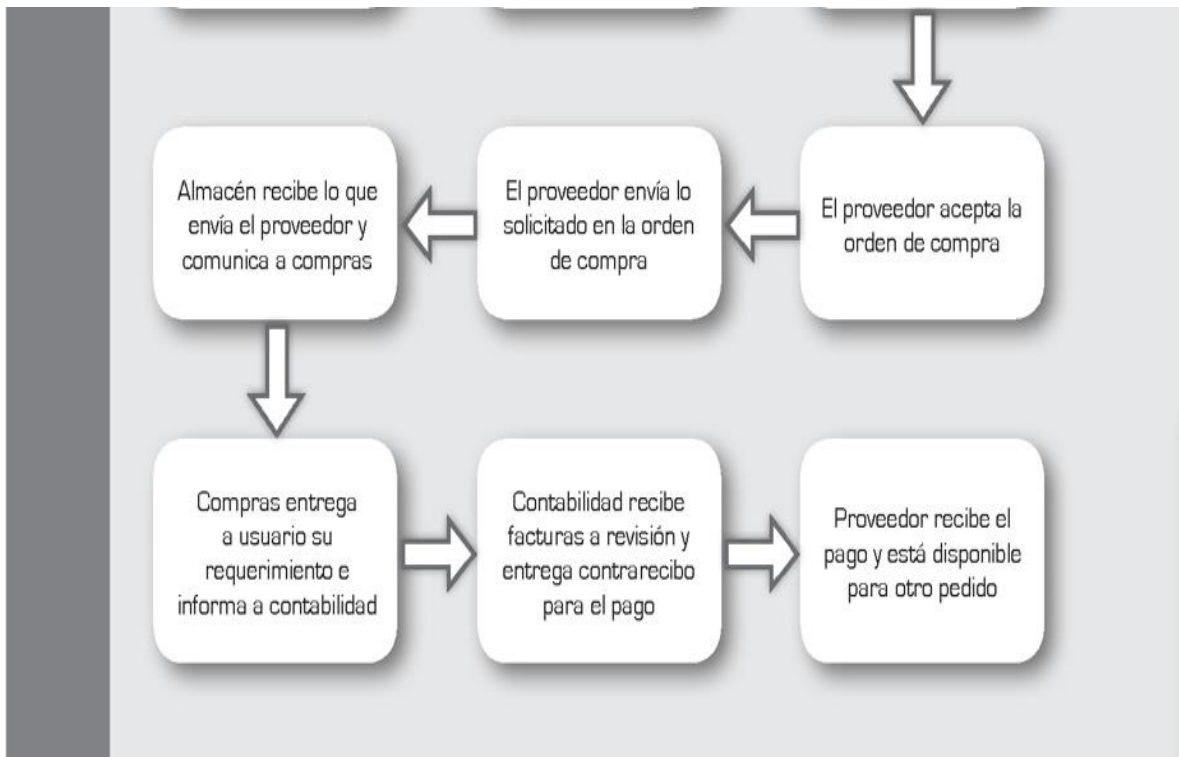 El proveedor acepta la
orden de compra
El proveedor envía lo
solicitado en la orden
de compra
Almacén recibe lo que
envía el proveedor y
comunica a compras
Compras entrega
a usuario su
requerimiento e
informa a contabilidad
Contabilidad recibe
facturas a revisión y
entrega contrarecibo
para el pago
Proveedor recibe el
pago y está disponible
para otro pedido